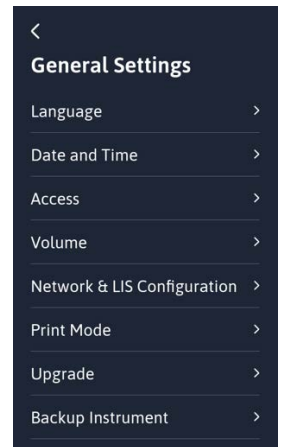 General Settings
Language
Date and Time
Access
Volume
Network & LIS Configuration
Print Mode
Upgrade
Backup Instrument